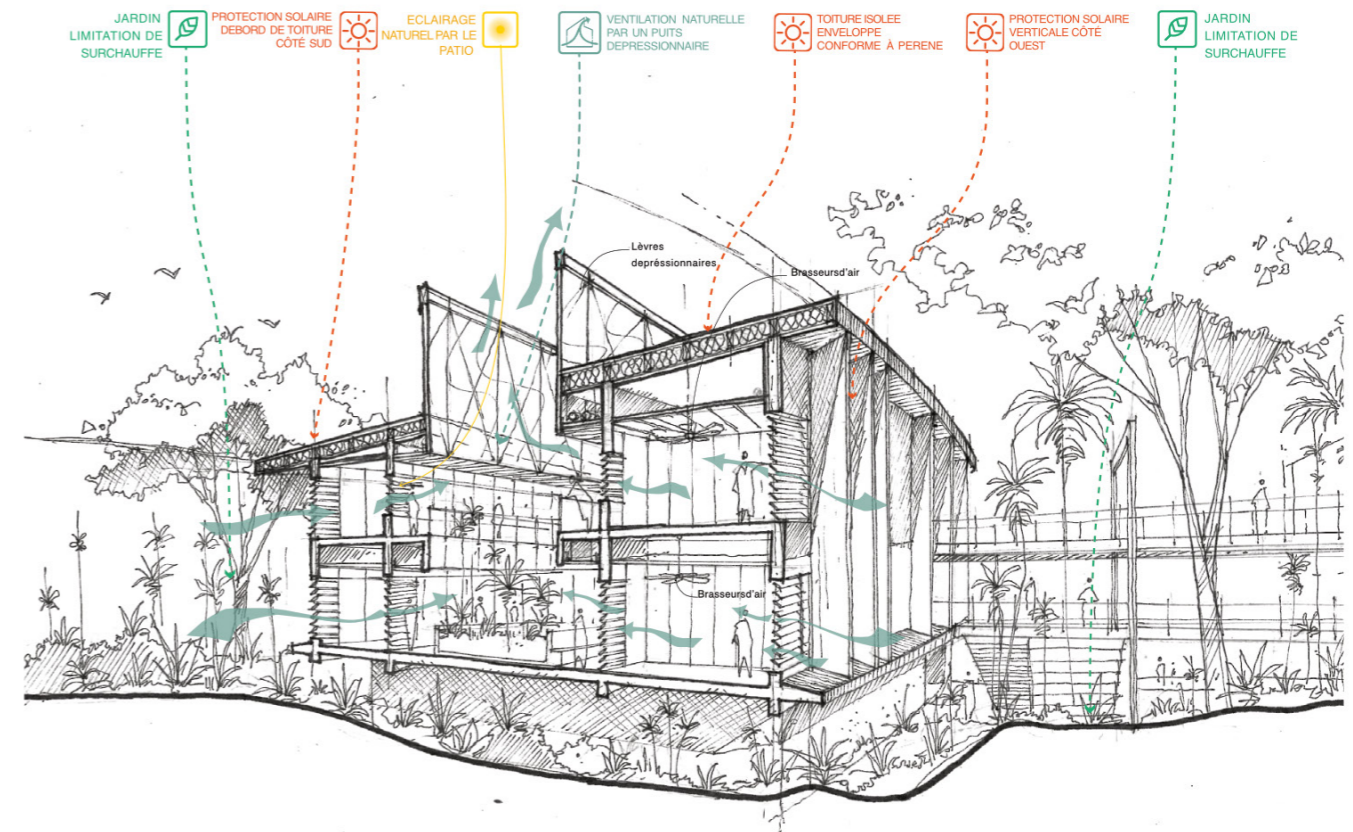 JARDIN
LIMITATION DE
SURCHAUFFE
PROTECTION SOLAIRE
DEBORD DE TOITURE
CÔTÉ SUD
ECLAIRAGE
NATUREL PAR LE
PATIO
VENTILATION NATURELLE
PAR UN PUITS
DEPRESSIONNAIRE
TOITURE ISOLEE
ENVELOPPE
CONFORME À PERENE
PROTECTION SOLAIRE
VERTICALE CÔTÉ
OUEST
JARDIN
LIMITATION DE
SURCHAUFFE
Lèvres
depréssionnaires
Brasseursd'air
Brasseursd'air